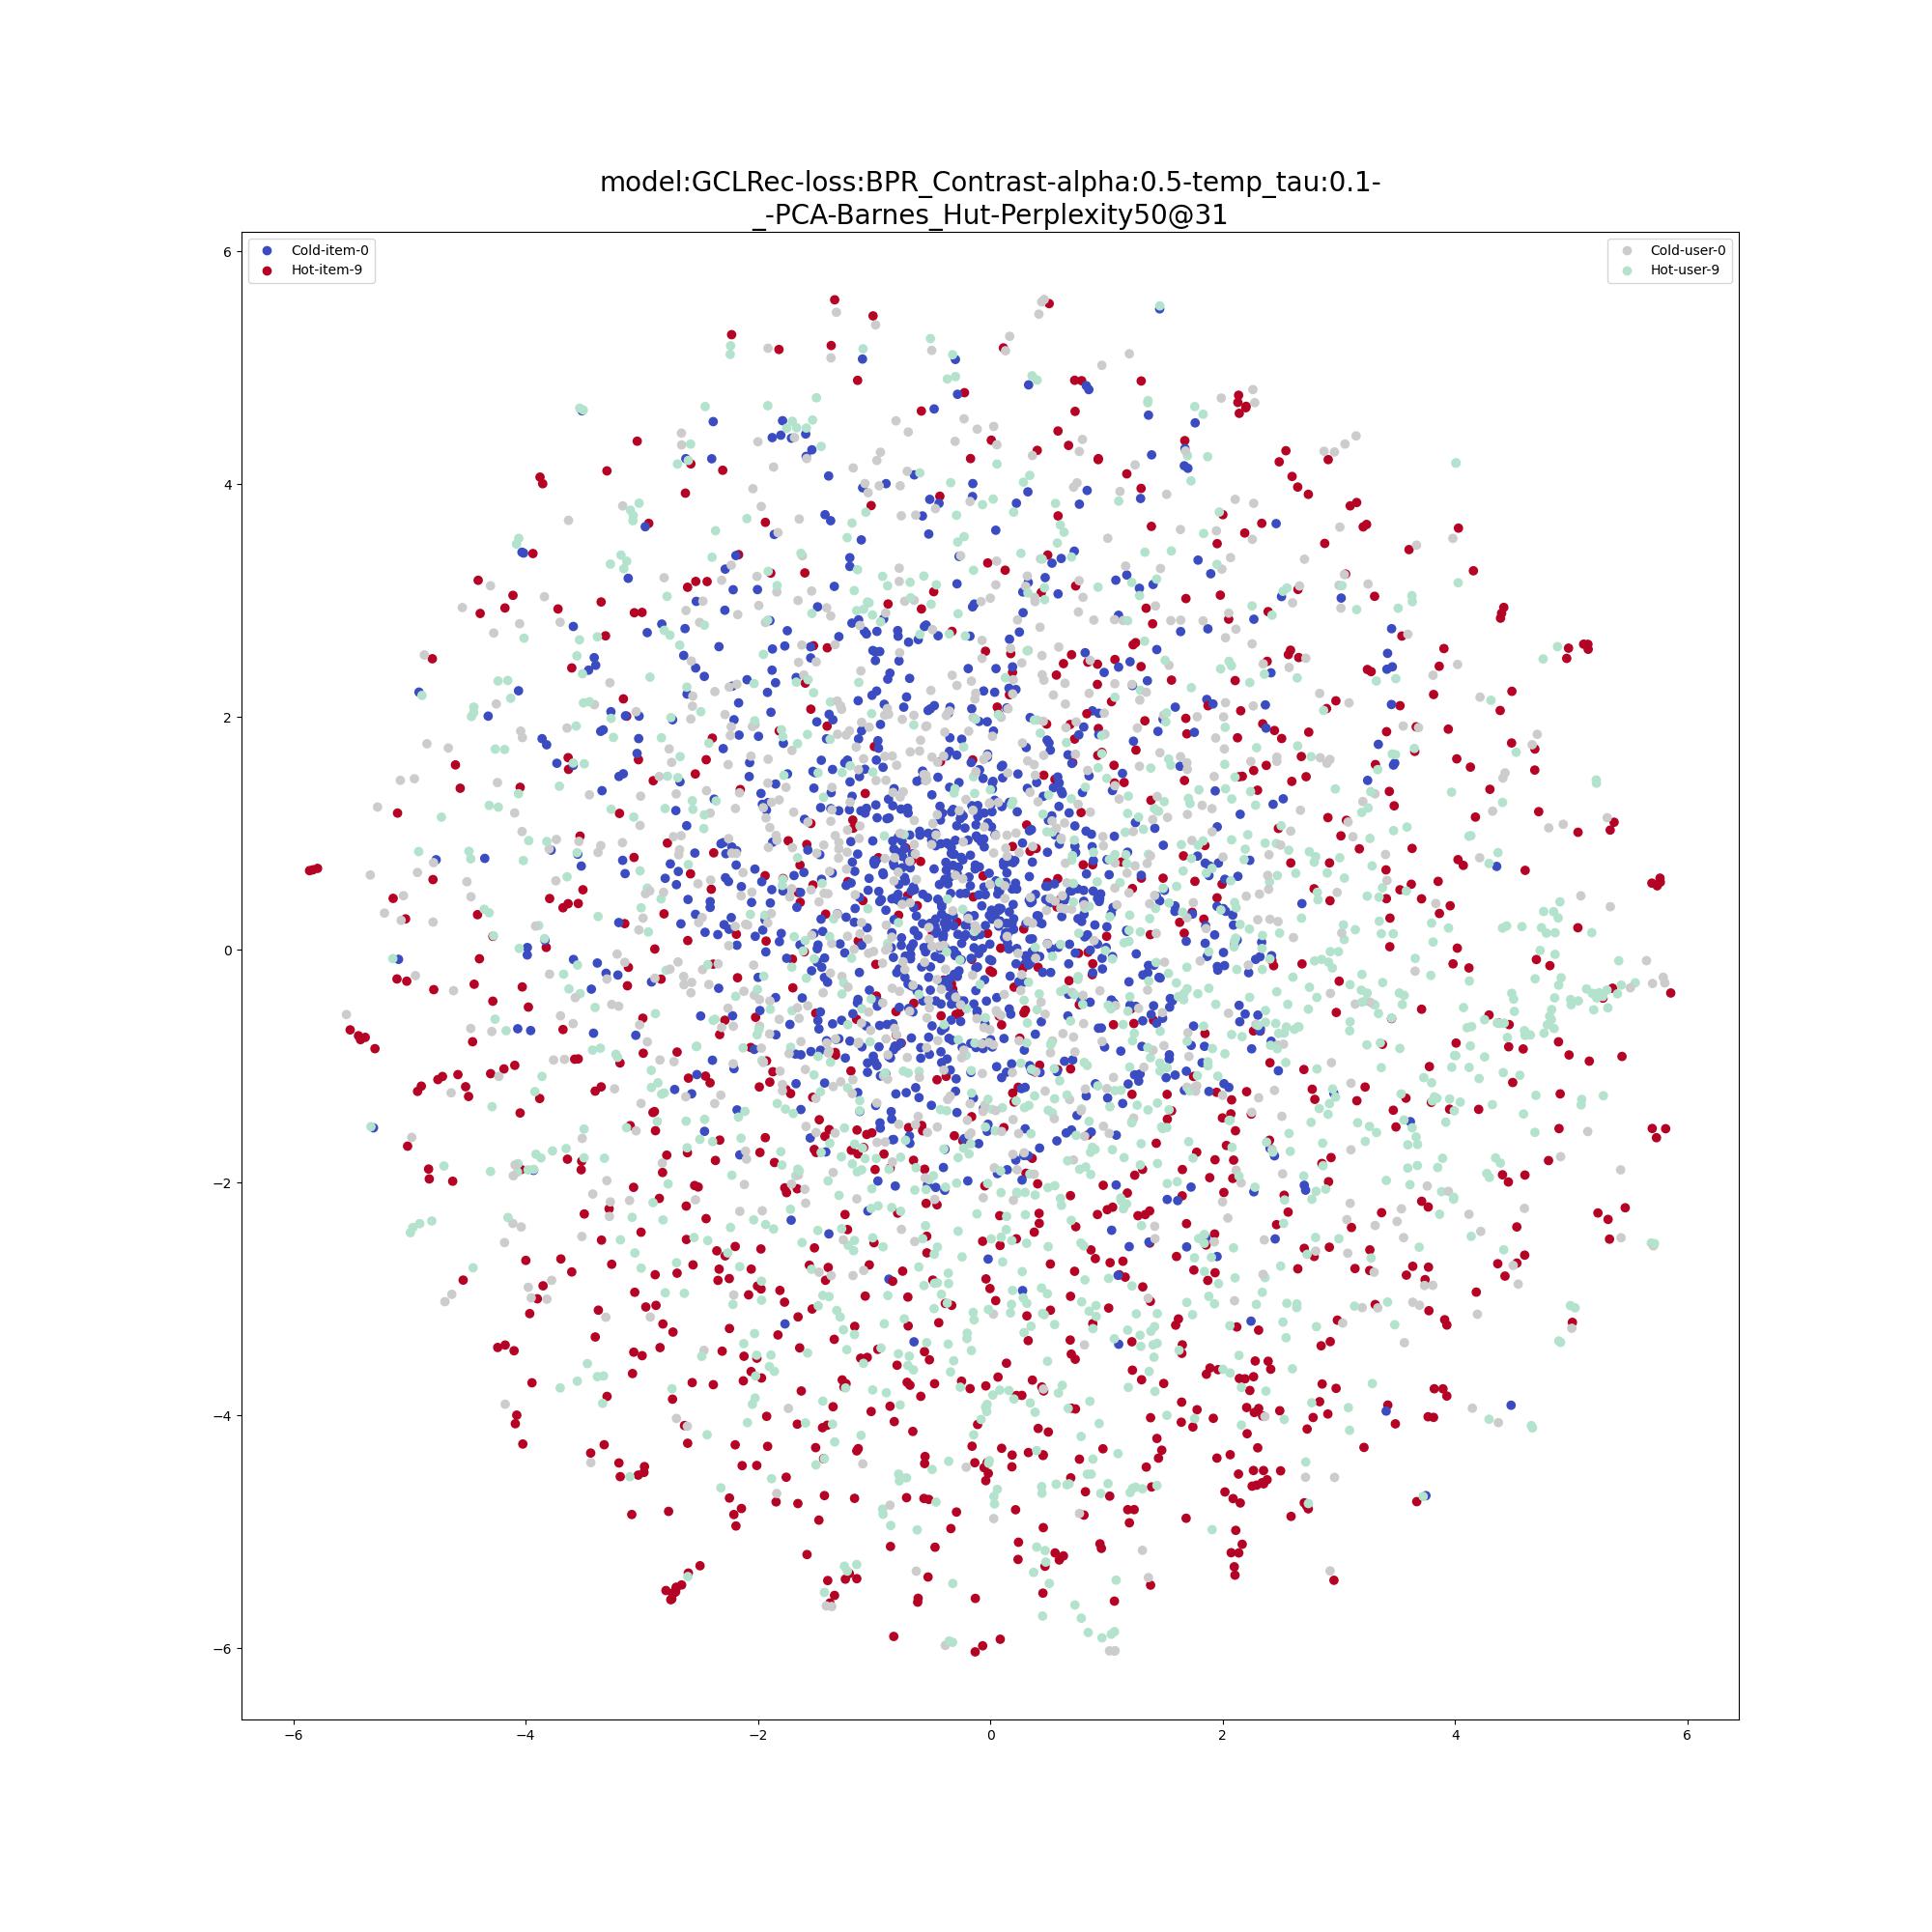 model:GCLRec-loss:BPR_Contrast-alpha:0.5-temp_tau:0.1-
_-PCA-Barnes_Hut-Perplexity50@31
Cold-item-0
Hot-item-9
Cold-user-0
Hot-user-9
6
4
2
0
−2
−4
−6
−6 −4 −2 0 2 4 6